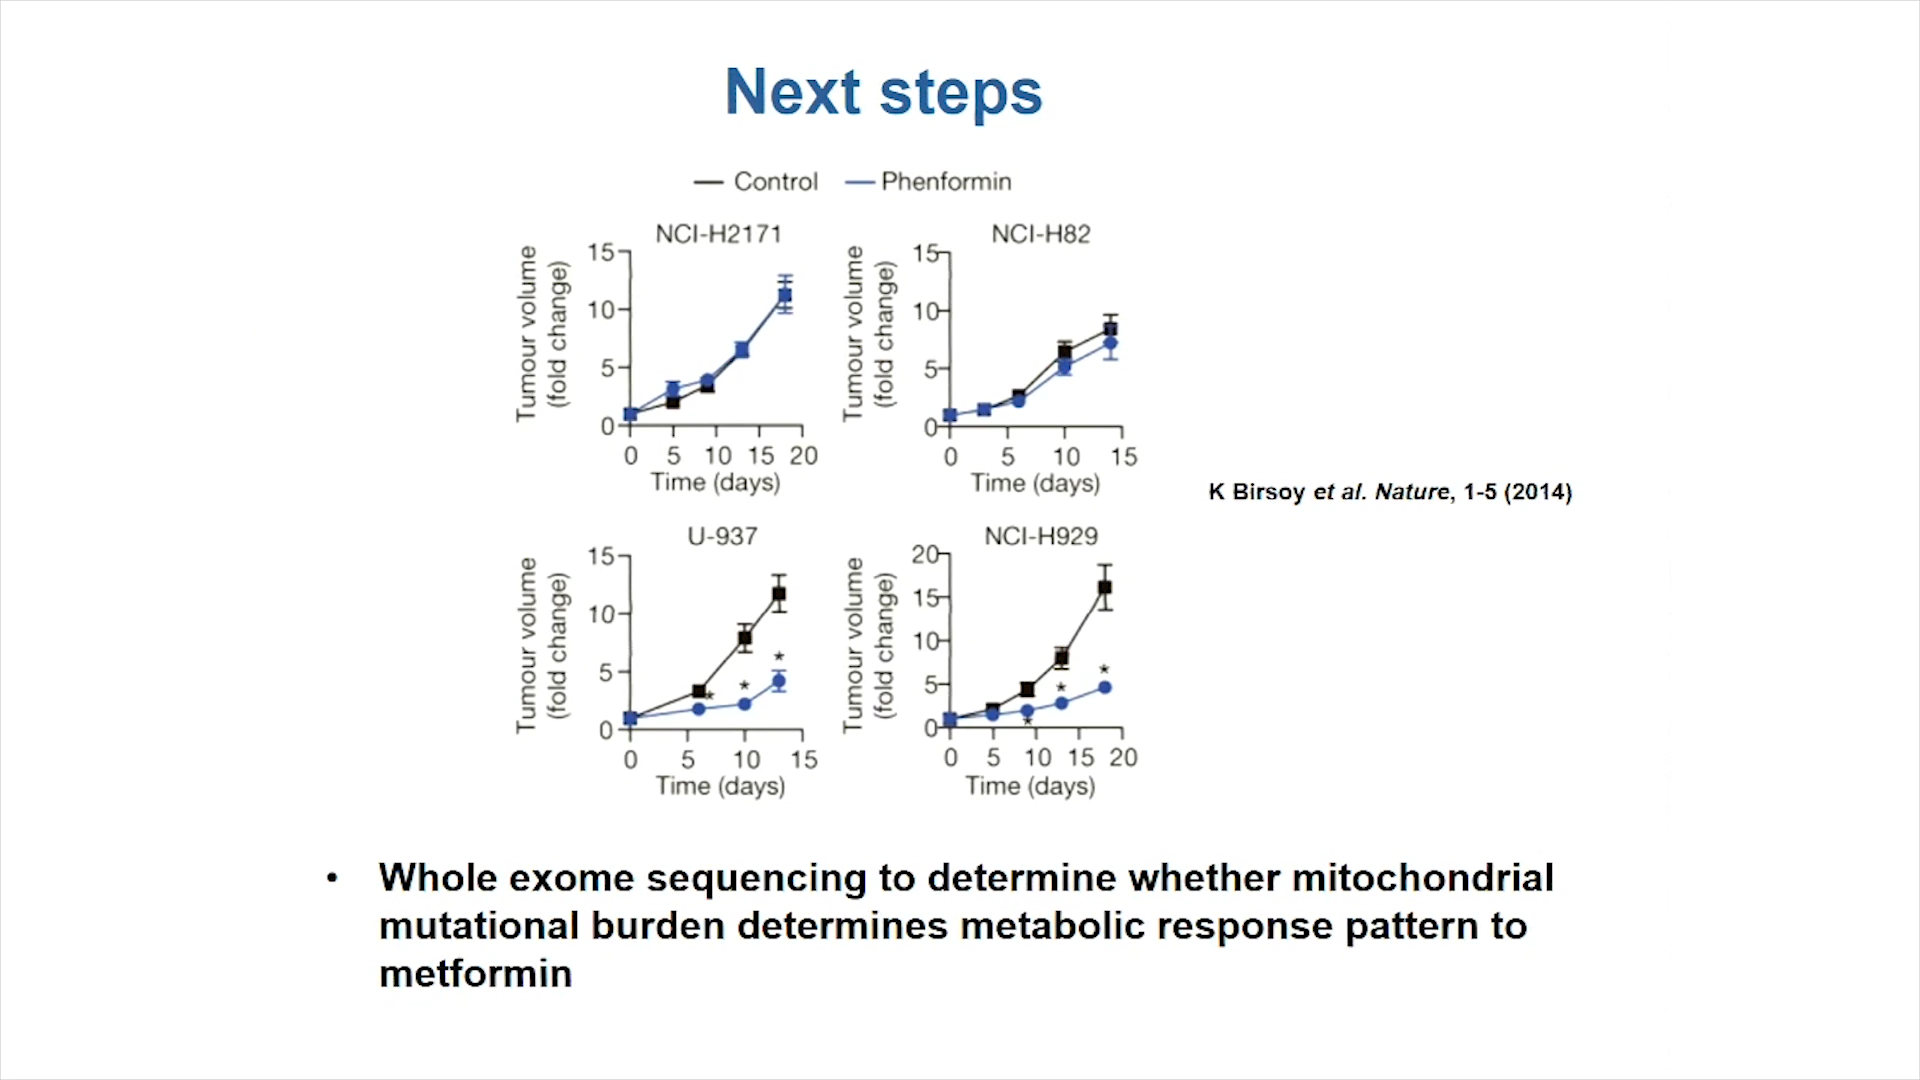 Next steps
Control Phenformin
NCI-H2171
Tumour volume
(fold change)
15
10
5
0
0 5 10 15 20
Time (days)
NCI-H82
Tumour volume
(fold change)
15
10
5
0
0 5 10 15
Time (days)
K Birsoy et al. Nature, 1-5 (2014)
U-937
Tumour volume
(fold change)
15
10
5
0
* * *
0 5 10 15
Time (days)
NCI-H929
Tumour volume
(fold change)
20
15
10
5
0
* * *
0 5 10 15 20
Time (days)
• Whole exome sequencing to determine whether mitochondrial
mutational burden determines metabolic response pattern to
metformin